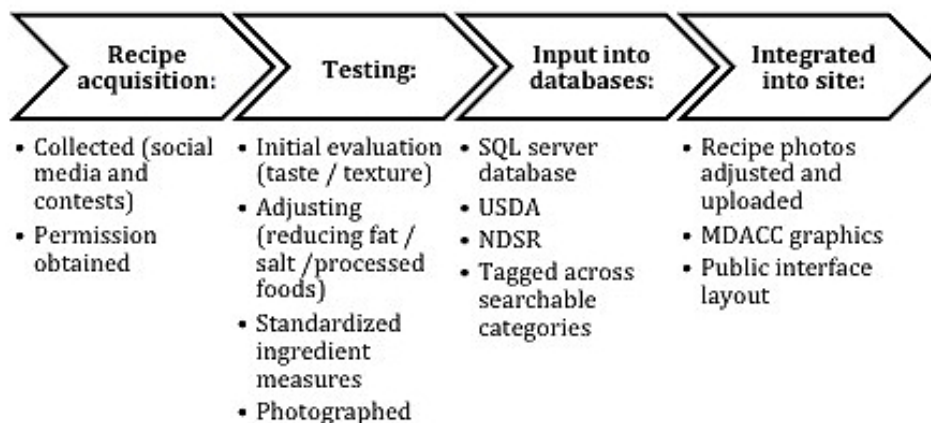 Recipe
acquisition:
• Collected (social
media and
contests)
• Permission
obtained
Testing:
• Initial evaluation
(taste / texture)
• Adjusting
(reducing fat /
salt /processed
foods)
• Standardized
ingredient
measures
• Photographed
Input into
databases:
• SQL server
database
• USDA
• NDSR
• Tagged across
searchable
categories
Integrated
into site:
• Recipe photos
adjusted and
uploaded
• MDACC graphics
• Public interface
layout